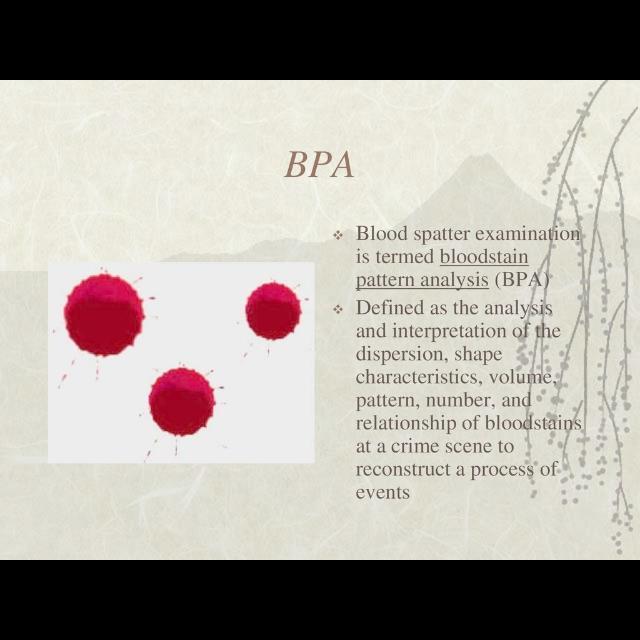 BPA
Blood spatter examination
is termed bloodstain
pattern analysis (BPA)
Defined as the analysis
and interpretation of the
dispersion, shape
characteristics, volume,
pattern, number, and
relationship of bloodstains
at a crime scene to
reconstruct a process of
events